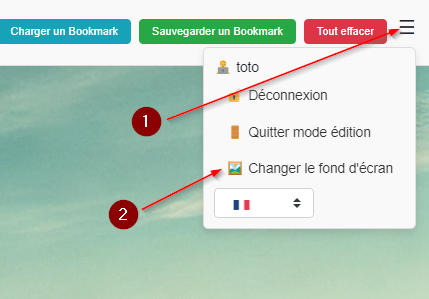 Charger un Bookmark Sauvegarder un Bookmark Tout effacer
toto
Déconnexion
1
Quitter mode édition
Changer le fond d'écran
2